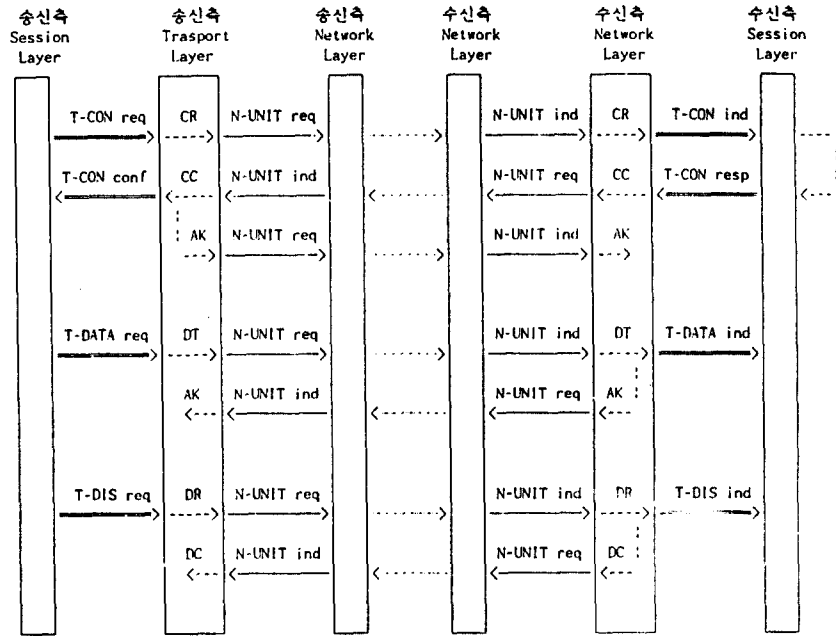 송신측 송신측 송신측 수신측 수신측 수신측
Session Trasport Network Network Network Session
Layer Layer Layer Layer Layer Layer
T-CON req CR N-UNIT req N-UNIT ind CR T-CON ind
T-CON conf CC N-UNIT ind N-UNIT req CC T-CON resp
AK N-UNIT req N-UNIT ind AK
T-DATA req DT N-UNIT req N-UNIT ind DT T-DATA ind
AK N-UNIT ind N-UNIT req AK
T-DIS req DR N-UNIT req N-UNIT ind DR T-DIS ind
DC N-UNIT ind N-UNIT req DC